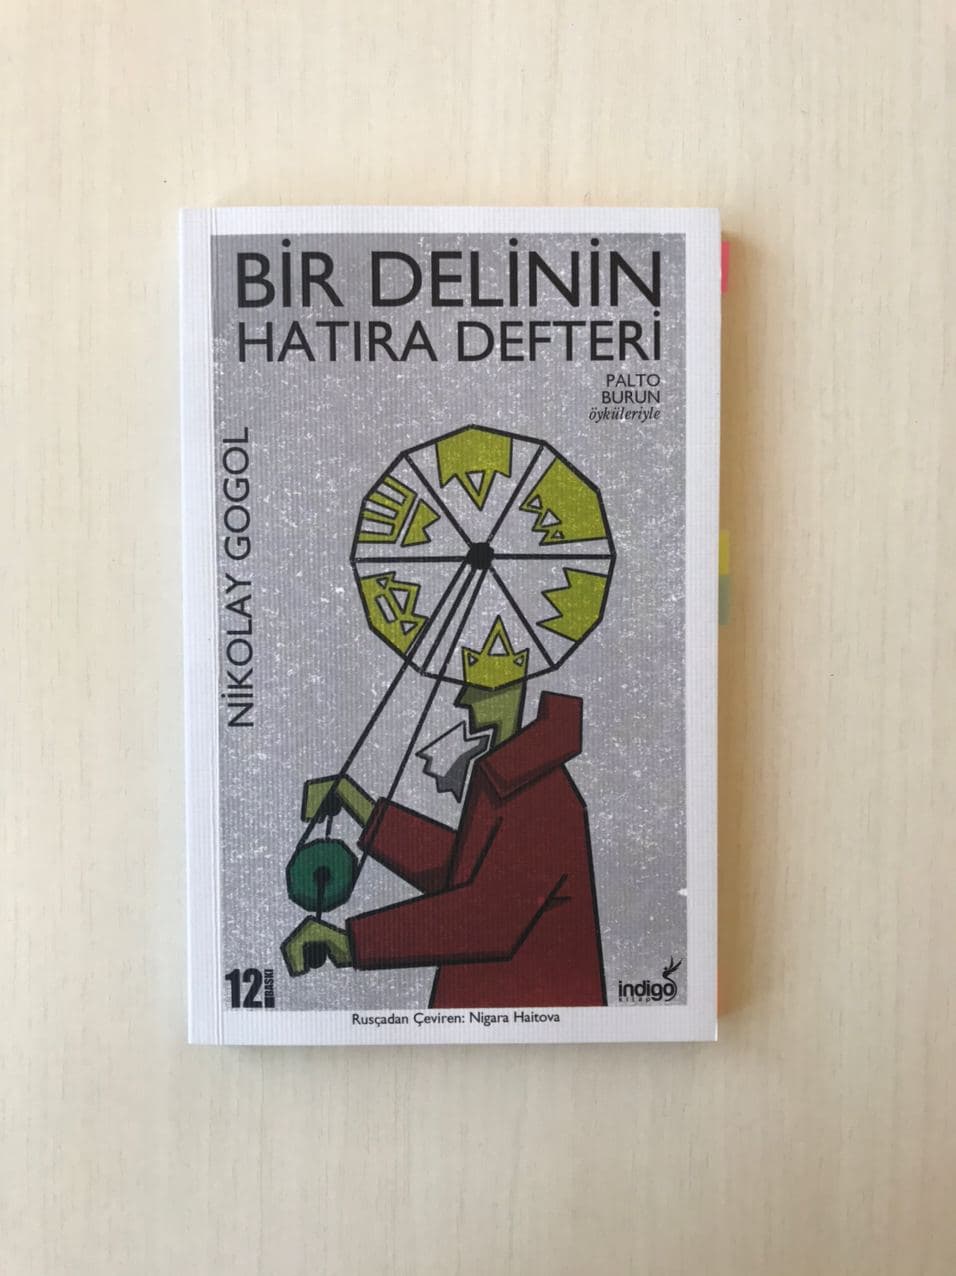 BİR DELİNİN
HATIRA DEFTERİ
PALTO
BURUN
öyküleriyle
NİKOLAY GOGOL
12.
BASKI
indigo
kitap
Rusçadan Çeviren: Nigara Haitova